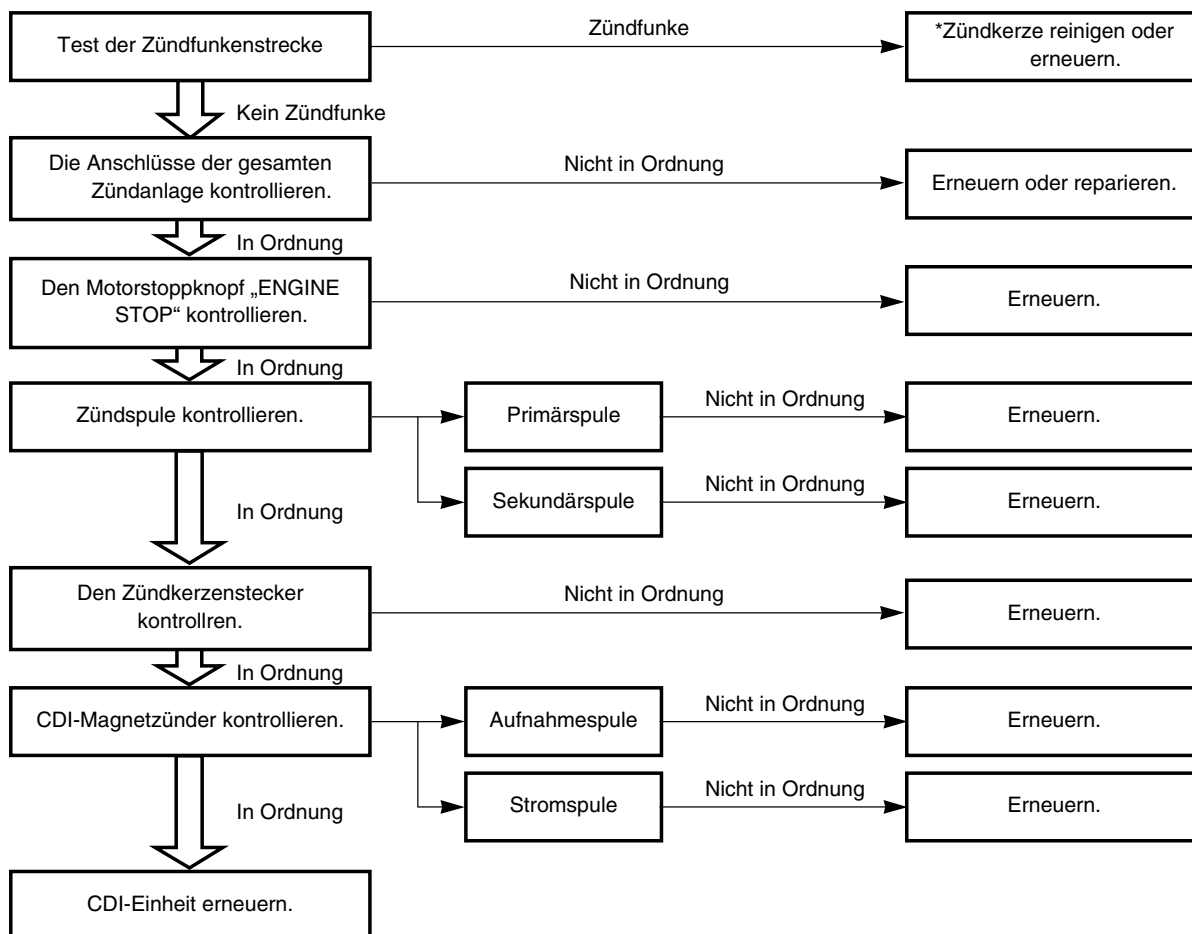 Test der Zündfunkenstrecke
Zündfunke
*Zündkerze reinigen oder
erneuern.
Kein Zündfunke
Die Anschlüsse der gesamten
Zündanlage kontrollieren.
Nicht in Ordnung
Erneuern oder reparieren.
In Ordnung
Den Motorstoppknopf „ENGINE
STOP“ kontrollieren.
Nicht in Ordnung
Erneuern.
In Ordnung
Zündspule kontrollieren.
Primärspule
Nicht in Ordnung
Erneuern.
Sekundärspule
Nicht in Ordnung
Erneuern.
In Ordnung
Den Zündkerzenstecker
kontrollren.
Nicht in Ordnung
Erneuern.
In Ordnung
CDI-Magnetzünder kontrollieren.
Aufnahmespule
Nicht in Ordnung
Erneuern.
Stromspule
Nicht in Ordnung
Erneuern.
In Ordnung
CDI-Einheit erneuern.